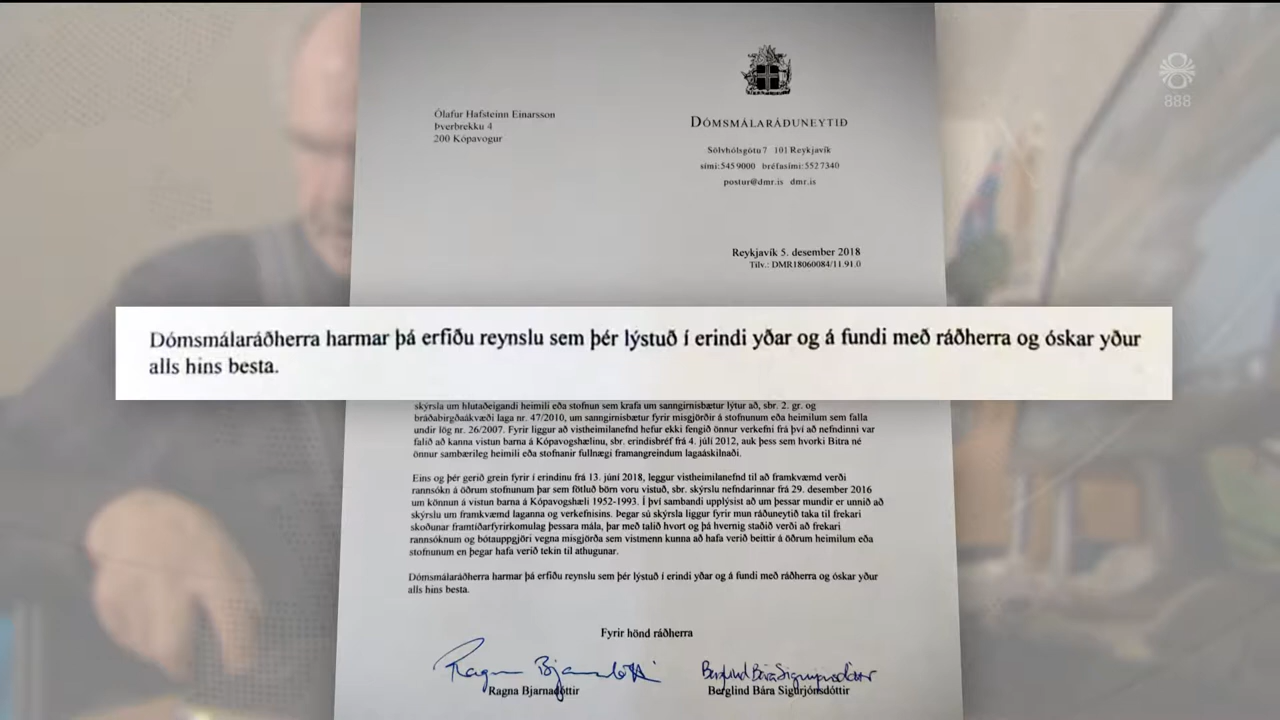 888
Ólafur Hafsteinn Einarsson
Þverbrekku 4
200 Kópavogur
DÓMSMÁLARÁÐUNEYTIÐ
Sölvhólsgötu 7 101 Reykjavík
sími:545 9000 bréfasími:552 7340
postur@dmr.is dmr.is
Reykjavík 5. desember 2018
Tilv.: DMR18060084/11.91.0
Dómsmálaráðherra harmar þá erfiðu reynslu sem þér lýstuð í erindi yðar og á fundi með ráðherra og óskar yður
alls hins besta.
skýrsla um hlutaðeigandi heimili eða stofnun sem krafa um sanngirnisbætur lýtur að, sbr. 2. gr. og
bráðabirgðaákvæði laga nr. 47/2010, um sanngirnisbætur fyrir misgjörðir á stofnunum eða heimilum sem falla
undir lög nr. 26/2007. Fyrir liggur að vistheimilanefnd hefur ekki fengið önnur verkefni frá því að nefndinni var
falið að kanna vistun barna á Kópavogshælinu, sbr. erindisbréf frá 4. júlí 2012, auk þess sem hvorki Bitra né
önnur sambærileg heimili eða stofnanir fullnægi framangreindum lagaáskilnaði.
Eins og þér gerið grein fyrir í erindinu frá 13. júní 2018, leggur vistheimilanefnd til að framkvæmd verði
rannsókn á öðrum stofnunum þar sem fötluð börn voru vistuð, sbr. skýrslu nefndarinnar frá 29. desember 2016
um könnun á vistun barna á Kópavogshæli 1952-1993. Í því sambandi upplýsist að um þessar mundir er unnið að
skýrslu um framkvæmd laganna og verkefnisins. Þegar sú skýrsla liggur fyrir mun ráðuneytið taka til frekari
skoðunar framtíðarfyrirkomulag þessara mála, þar með talið hvort og þá hvernig staðið verði að frekari
rannsóknum og bótauppgjöri vegna misgjörða sem vistmenn kunna að hafa verið beittir á öðrum heimilum eða
stofnunum en þegar hafa verið tekin til athugunar.
Dómsmálaráðherra harmar þá erfiðu reynslu sem þér lýstuð í erindi yðar og á fundi með ráðherra og óskar yður
alls hins besta.
Fyrir hönd ráðherra
Ragna Bjarnadóttir Berglind Bára Sigurjónsdóttir
Ragna Bjarnadóttir Berglind Bára Sigurjónsdóttir